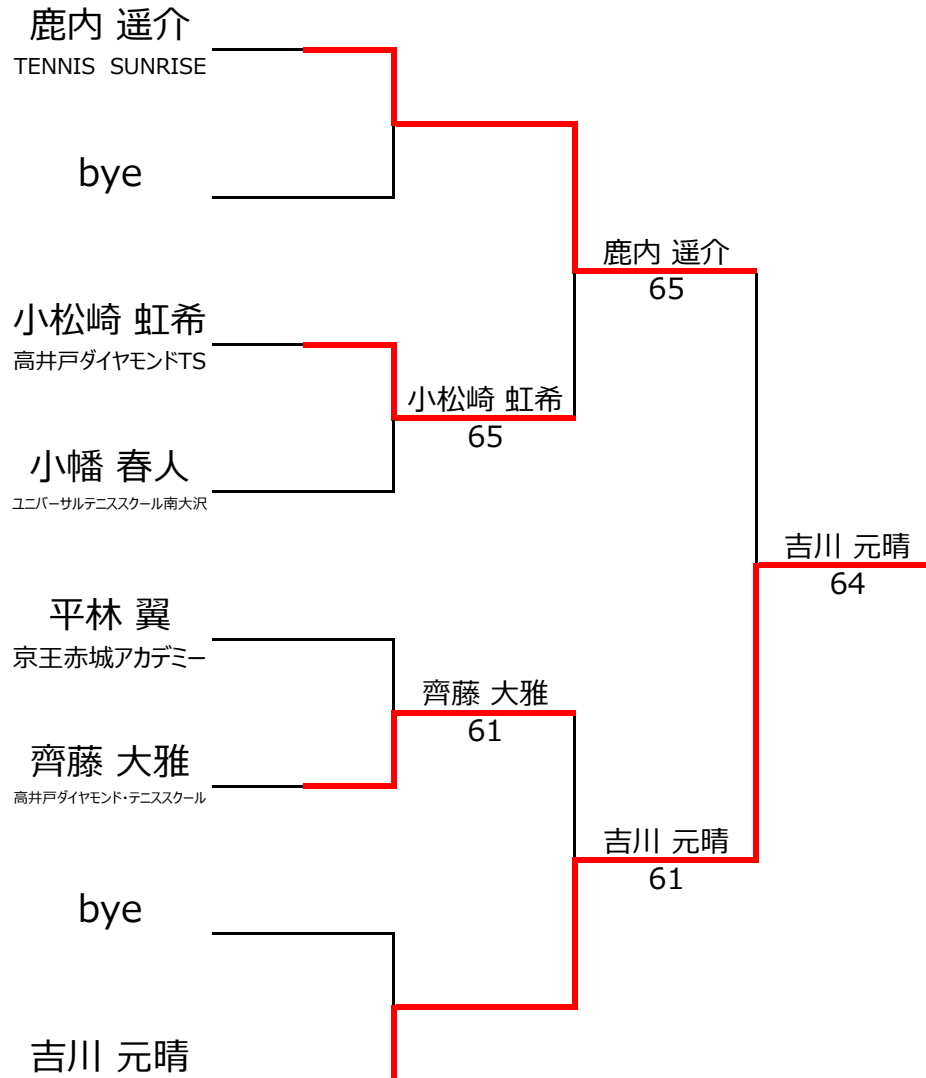 鹿内 遥介
TENNIS SUNRISE
bye
鹿内 遥介
65
小松崎 虹希
高井戸ダイヤモンドTS
小松崎 虹希
65
小幡 春人
ユニバーサルテニススクール南大沢
吉川 元晴
64
平林 翼
京王赤城アカデミー
齊藤 大雅
61
齊藤 大雅
高井戸ダイヤモンド・テニススクール
吉川 元晴
61
bye
吉川 元晴